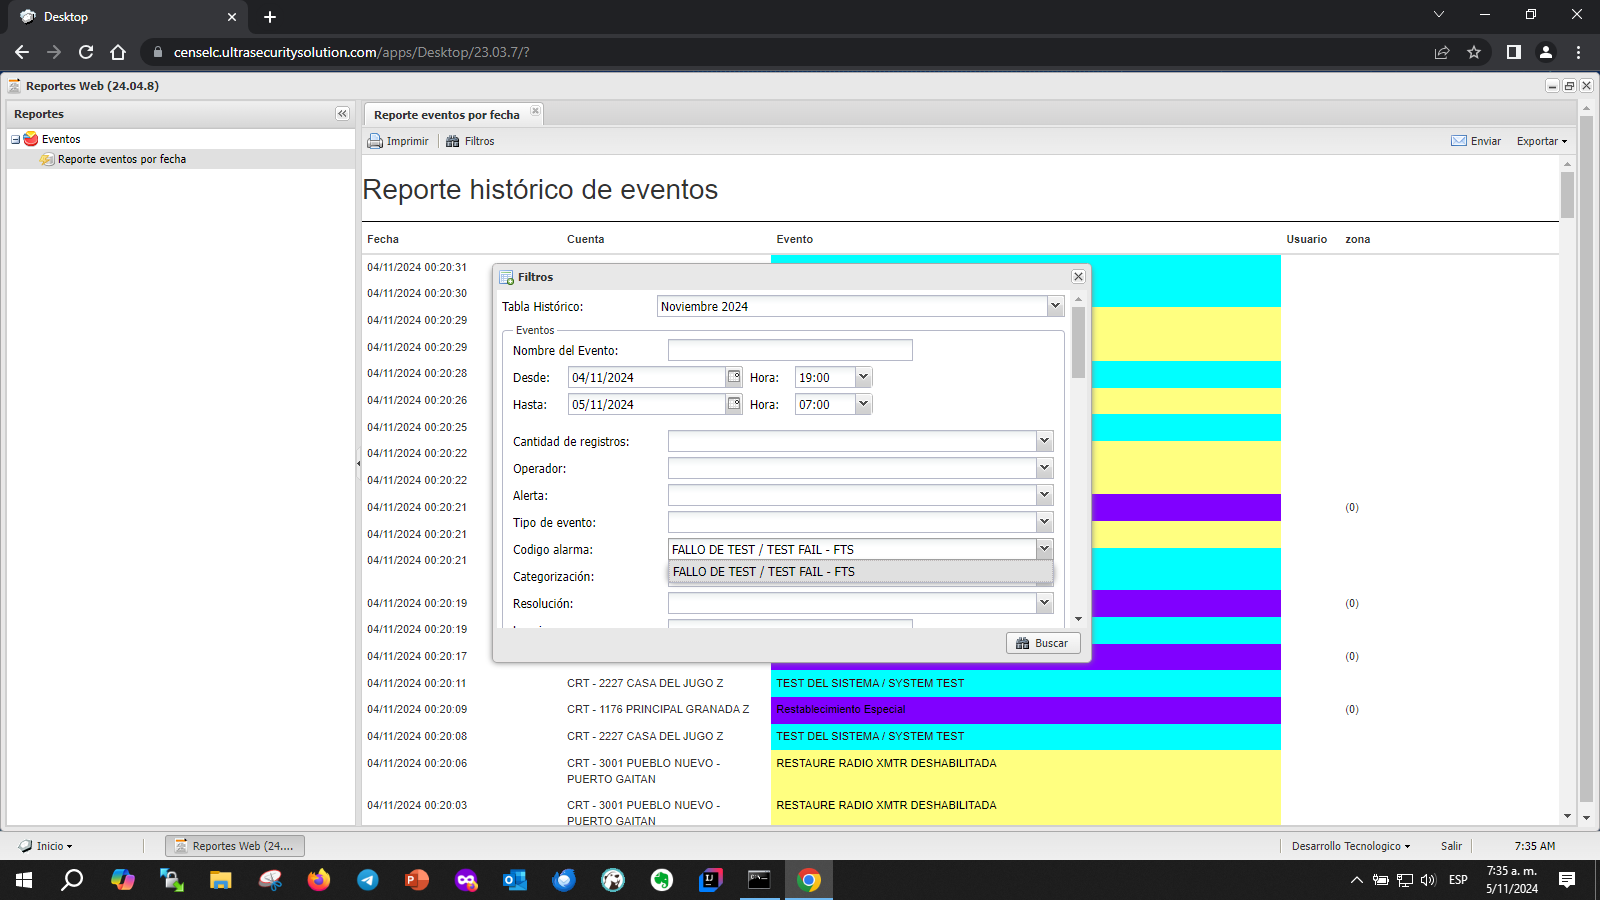 Desktop
censelc.ultrasecuritysolution.com/apps/Desktop/23.03.7/?
Reportes Web (24.04.8)
Reportes
Eventos
Reporte eventos por fecha
Reporte eventos por fecha
Imprimir
Filtros
Enviar
Exportar
Reporte histórico de eventos
Fecha Cuenta Evento Usuario zona
04/11/2024 00:20:31
04/11/2024 00:20:30
04/11/2024 00:20:29
04/11/2024 00:20:29
04/11/2024 00:20:28
04/11/2024 00:20:26
04/11/2024 00:20:25
04/11/2024 00:20:22
04/11/2024 00:20:22
04/11/2024 00:20:21 (0)
04/11/2024 00:20:21
04/11/2024 00:20:21
04/11/2024 00:20:19 (0)
04/11/2024 00:20:19
04/11/2024 00:20:17 (0)
04/11/2024 00:20:11 CRT - 2227 CASA DEL JUGO Z TEST DEL SISTEMA / SYSTEM TEST
04/11/2024 00:20:09 CRT - 1176 PRINCIPAL GRANADA Z Restablecimiento Especial (0)
04/11/2024 00:20:08 CRT - 2227 CASA DEL JUGO Z TEST DEL SISTEMA / SYSTEM TEST
04/11/2024 00:20:06 CRT - 3001 PUEBLO NUEVO - PUERTO GAITAN RESTAURE RADIO XMTR DESHABILITADA
04/11/2024 00:20:03 CRT - 3001 PUEBLO NUEVO - PUERTO GAITAN RESTAURE RADIO XMTR DESHABILITADA
Filtros
Tabla Histórico: Noviembre 2024
Eventos
Nombre del Evento:
Desde: 04/11/2024 Hora: 19:00
Hasta: 05/11/2024 Hora: 07:00
Cantidad de registros:
Operador:
Alerta:
Tipo de evento:
Codigo alarma: FALLO DE TEST / TEST FAIL - FTS
FALLO DE TEST / TEST FAIL - FTS
Categorización:
Resolución:
Buscar
Inicio
Reportes Web (24....
Desarrollo Tecnologico
Salir
7:35 AM
ESP
7:35 a. m.
5/11/2024